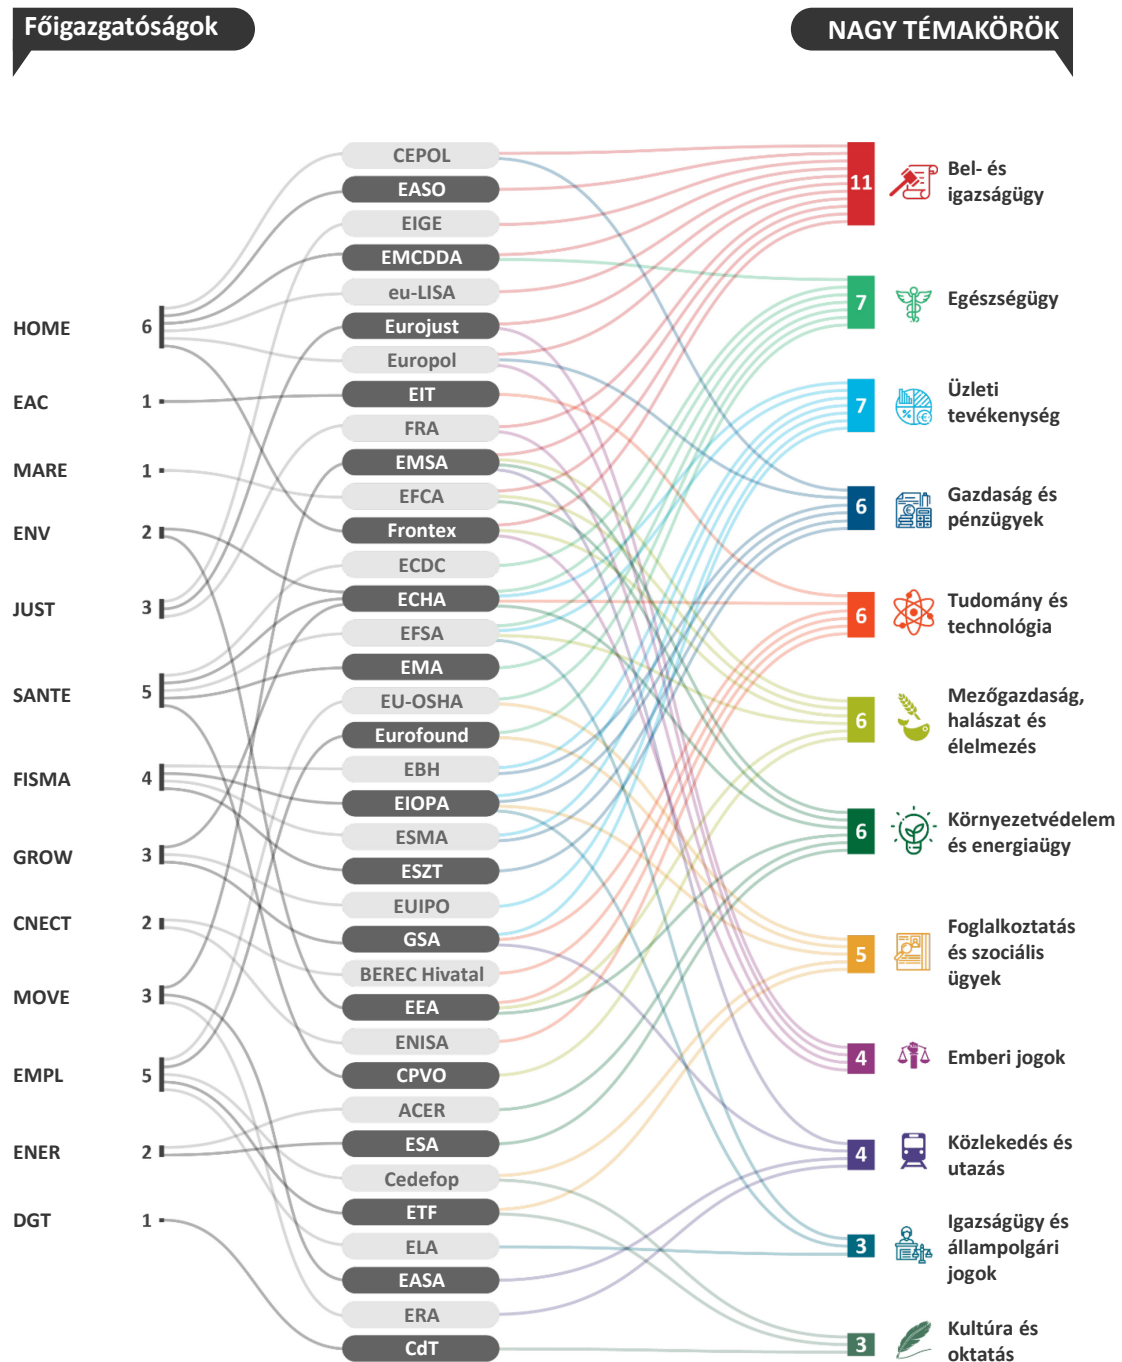 Főigazgatóságok
NAGY TÉMAKÖRÖK
HOME 6
EAC 1
MARE 1
ENV 2
JUST 3
SANTE 5
FISMA 4
GROW 3
CNECT 2
MOVE 3
EMPL 5
ENER 2
DGT 1
CEPOL
EASO
EIGE
EMCDDA
eu-LISA
Eurojust
Europol
EIT
FRA
EMSA
EFCA
Frontex
ECDC
ECHA
EFSA
EMA
EU-OSHA
Eurofound
EBH
EIOPA
ESMA
ESZT
EUIPO
GSA
BEREC Hivatal
EEA
ENISA
CPVO
ACER
ESA
Cedefop
ETF
ELA
EASA
ERA
CdT
11
Bel- és
igazságügy
7
Egészségügy
7
Üzleti
tevékenység
6
Gazdaság és
pénzügyek
6
Tudomány és
technológia
6
Mezőgazdaság,
halászat és
élelmezés
6
Környezetvédelem
és energiaügy
5
Foglalkoztatás
és szociális
ügyek
4
Emberi jogok
4
Közlekedés és
utazás
3
Igazságügy és
állampolgári
jogok
3
Kultúra és
oktatás